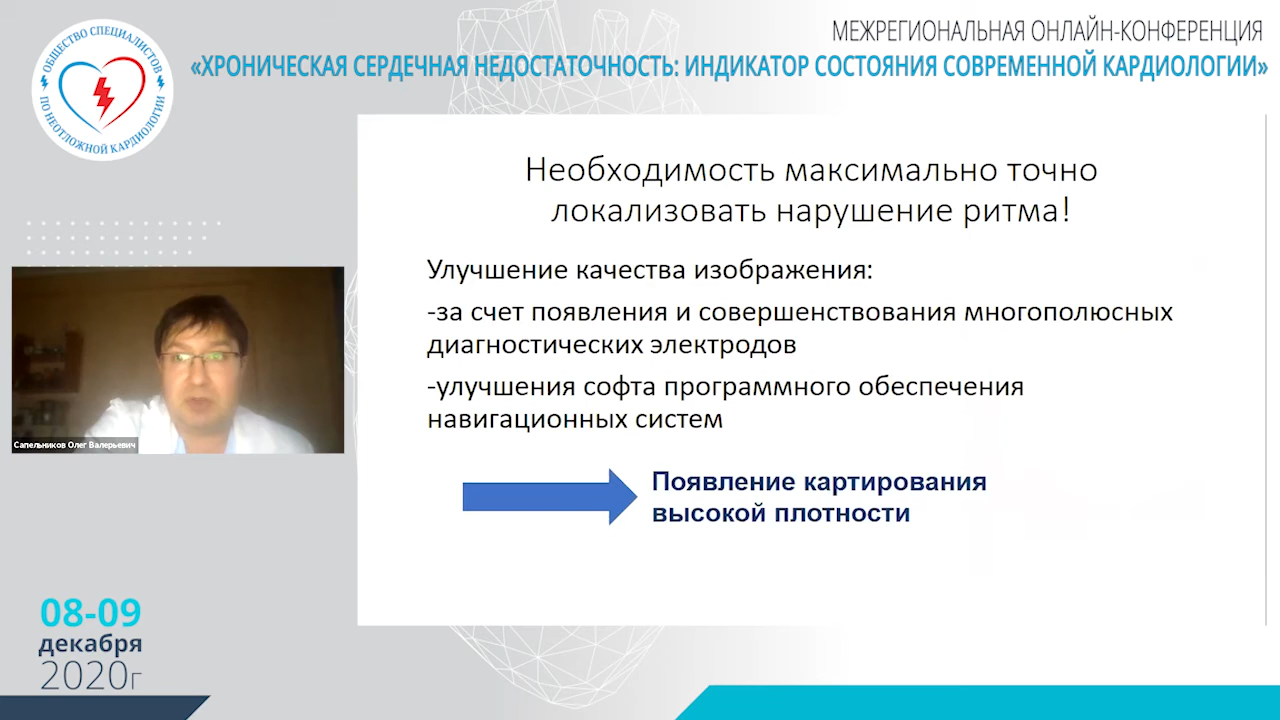 МЕЖРЕГИОНАЛЬНАЯ ОНЛАЙН-КОНФЕРЕНЦИЯ
«ХРОНИЧЕСКАЯ СЕРДЕЧНАЯ НЕДОСТАТОЧНОСТЬ: ИНДИКАТОР СОСТОЯНИЯ СОВРЕМЕННОЙ КАРДИОЛОГИИ»
ОБЩЕСТВО СПЕЦИАЛИСТОВ
ПО НЕОТЛОЖНОЙ КАРДИОЛОГИИ
Необходимость максимально точно
локализовать нарушение ритма!
Улучшение качества изображения:
-за счет появления и совершенствования многополюсных
диагностических электродов
-улучшения софта программного обеспечения
навигационных систем
Появление картирования
высокой плотности
Сапельников Олег Валерьевич
08-09
декабря
2020г